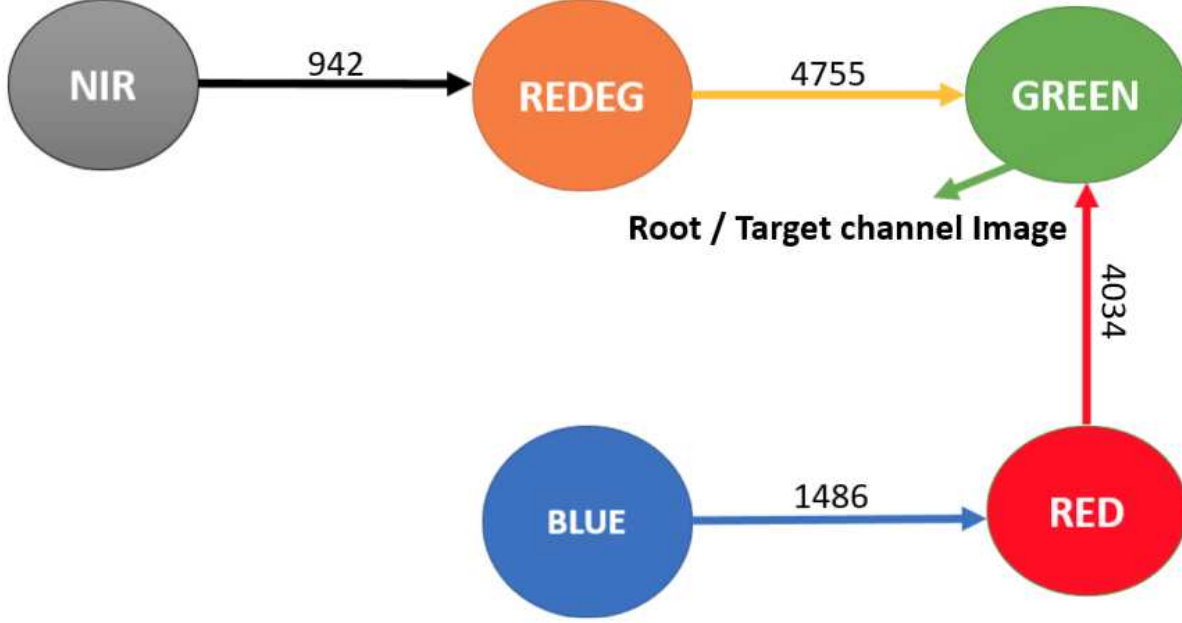 NIR
942
REDEG
4755
GREEN
Root / Target channel Image
4034
BLUE
1486
RED